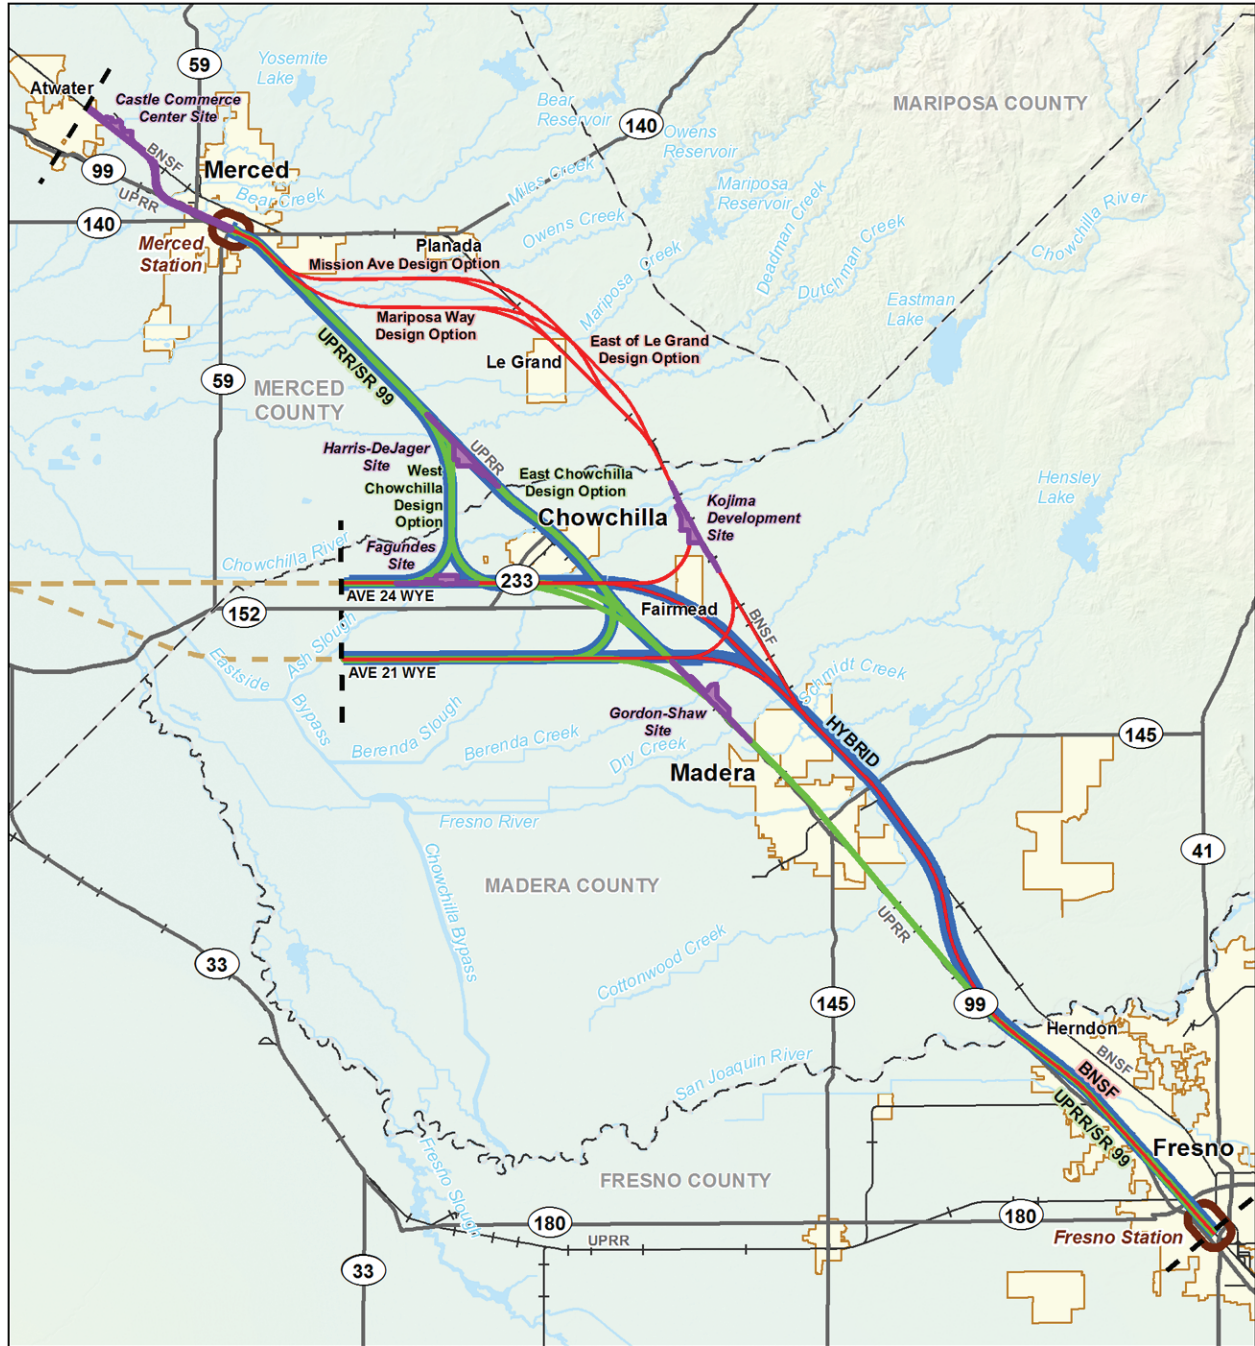 59
Yosemite
Lake
Atwater
Castle Commerce
Center Site
Bear
Reservoir
MARIPOSA COUNTY
140
Owens
Reservoir
99
BNSF
Merced
UPRR
Bear Creek
Miles Creek
Mariposa
Reservoir
Deadman Creek
Chowchilla River
140
Merced
Station
Planada
Owens Creek
Mission Ave Design Option
Mariposa Creek
Dutchman Creek
Eastman
Lake
Mariposa Way
Design Option
UPRR/SR 99
Le Grand
East of Le Grand
Design Option
59
MERCED
COUNTY
Harris-DeJager
Site
UPRR
West
Chowchilla
Design
Option
East Chowchilla
Design Option
Hensley
Lake
Chowchilla
Kojima
Development
Site
Chowchilla River
Fagundes
Site
233
AVE 24 WYE
152
Fairmead
BNSF
Ash Slough
Eastside
Bypass
AVE 21 WYE
Schmidt Creek
Gordon-Shaw
Site
Berenda Slough
Berenda Creek
Dry Creek
HYBRID
145
Madera
Fresno River
41
Chowchilla Bypass
MADERA COUNTY
UPRR
33
Cottonwood Creek
145
99
Herndon
BNSF
San Joaquin River
BNSF
UPRR/SR 99
Fresno
Fresno Slough
FRESNO COUNTY
180
180
UPRR
Fresno Station
33